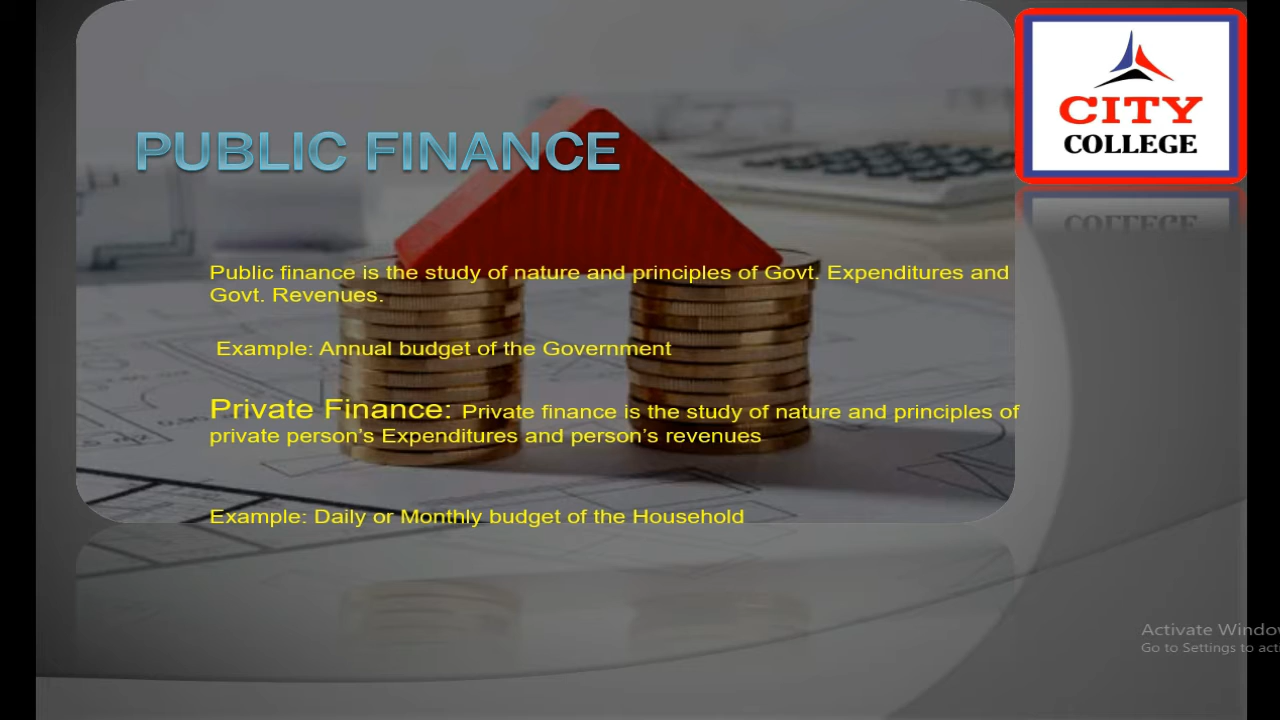 CITY
COLLEGE
COLLEGE
PUBLIC FINANCE
Public finance is the study of nature and principles of Govt. Expenditures and
Govt. Revenues.
Example: Annual budget of the Government
Private Finance: Private finance is the study of nature and principles of
private person's Expenditures and person's revenues
Example: Daily or Monthly budget of the Household
Activate Windo
Go to Settings to acti